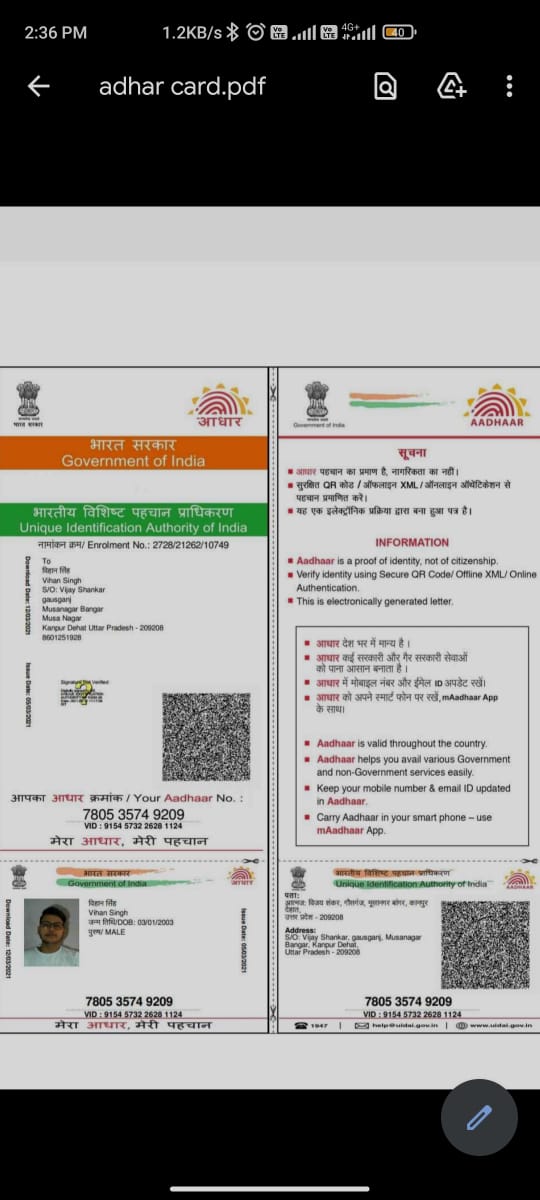 2:36 PM 1.2KB/s Vo LTE Vo LTE 4G+ 40
adhar card.pdf
भारत सरकार
आधार
भारत सरकार
Government of India
भारतीय विशिष्ट पहचान प्राधिकरण
Unique Identification Authority of India
नामांकन क्रम/ Enrolment No.: 2728/21262/10749
Download Date: 12/03/2021
To
विहान सिंह
Vihan Singh
S/O: Vijay Shankar
gausganj
Musanagar Bangar
Musa Nagar
Kanpur Dehat Uttar Pradesh - 209208
8601251928
Issue Date: 05/03/2021
Signature Not Verified
आपका आधार क्रमांक / Your Aadhaar No. :
7805 3574 9209
VID : 9154 5732 2628 1124
मेरा आधार, मेरी पहचान
Government of India
AADHAAR
सूचना
आधार पहचान का प्रमाण है, नागरिकता का नहीं।
सुरक्षित QR कोड / ऑफलाइन XML / ऑनलाइन ऑथेंटिकेशन से
पहचान प्रमाणित करें।
यह एक इलेक्ट्रॉनिक प्रक्रिया द्वारा बना हुआ पत्र है।
INFORMATION
Aadhaar is a proof of identity, not of citizenship.
Verify identity using Secure QR Code/ Offline XML/ Online
Authentication.
This is electronically generated letter.
आधार देश भर में मान्य है।
आधार कई सरकारी और गैर सरकारी सेवाओं
को पाना आसान बनाता है।
आधार में मोबाइल नंबर और ईमेल ID अपडेट रखें।
आधार को अपने स्मार्ट फोन पर रखें, mAadhaar App
के साथ।
Aadhaar is valid throughout the country.
Aadhaar helps you avail various Government
and non-Government services easily.
Keep your mobile number & email ID updated
in Aadhaar.
Carry Aadhaar in your smart phone – use
mAadhaar App.
भारत सरकार
Government of India
आधार
Download Date: 12/03/2021
विहान सिंह
Vihan Singh
जन्म तिथि/DOB: 03/01/2003
पुरुष/ MALE
Issue Date: 05/03/2021
7805 3574 9209
VID : 9154 5732 2628 1124
मेरा आधार, मेरी पहचान
भारतीय विशिष्ट पहचान प्राधिकरण
Unique Identification Authority of India
AADHAAR
पता:
आत्मज: विजय शंकर, गौसगंज, मूसानगर बांगर, कानपुर
देहात,
उत्तर प्रदेश - 209208
Address:
S/O: Vijay Shankar, gausganj, Musanagar
Bangar, Kanpur Dehat,
Uttar Pradesh - 209208
7805 3574 9209
VID : 9154 5732 2628 1124
1947 | help@uidai.gov.in | www.uidai.gov.in